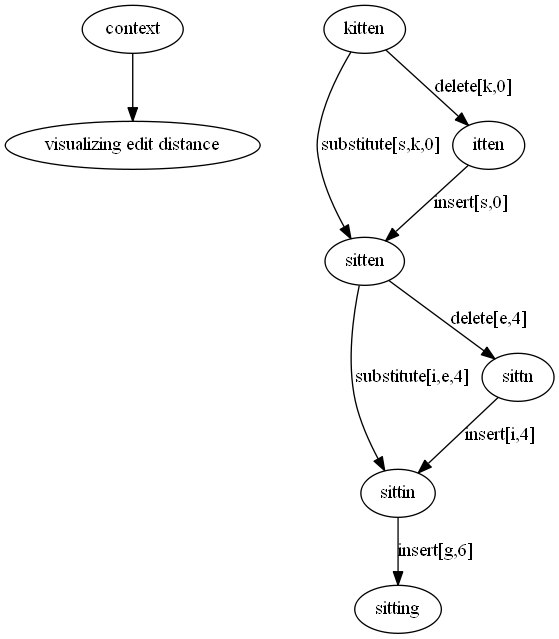 context
kitten
delete[k,0]
visualizing edit distance
substitute[s,k,0]
itten
insert[s,0]
sitten
delete[e,4]
substitute[i,e,4]
sittn
insert[i,4]
sittin
insert[g,6]
sitting